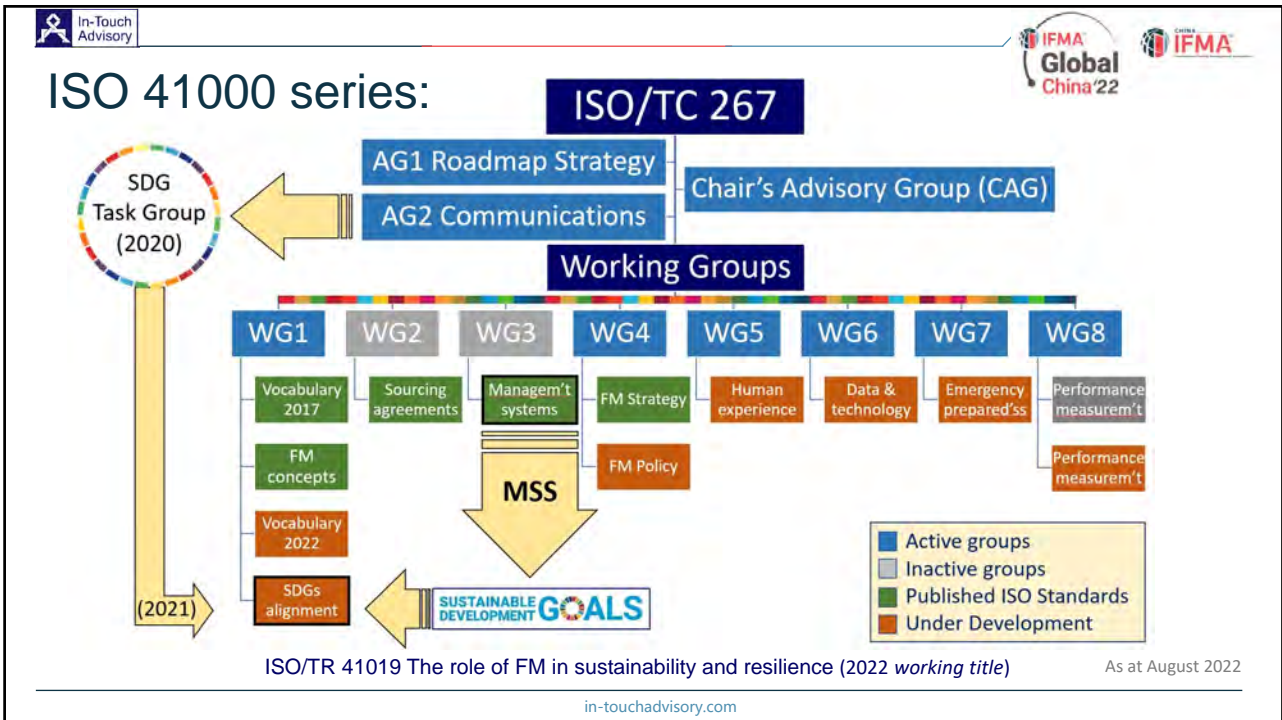 In-Touch
Advisory
IFMA
Global
China'22
CHINA
IFMA
ISO 41000 series:
ISO/TC 267
AG1 Roadmap Strategy
Chair's Advisory Group (CAG)
AG2 Communications
SDG
Task Group
(2020)
Working Groups
WG1
WG2
WG3
WG4
WG5
WG6
WG7
WG8
Vocabulary
2017
Sourcing
agreements
Managem't
systems
FM Strategy
Human
experience
Data &
technology
Emergency
prepared'ss
Performance
measurem't
FM
concepts
MSS
FM Policy
Performance
measurem't
Vocabulary
2022
Active groups
Inactive groups
Published ISO Standards
Under Development
(2021)
SDGs
alignment
SUSTAINABLE
DEVELOPMENT GOALS
ISO/TR 41019 The role of FM in sustainability and resilience (2022 working title)
As at August 2022
in-touchadvisory.com